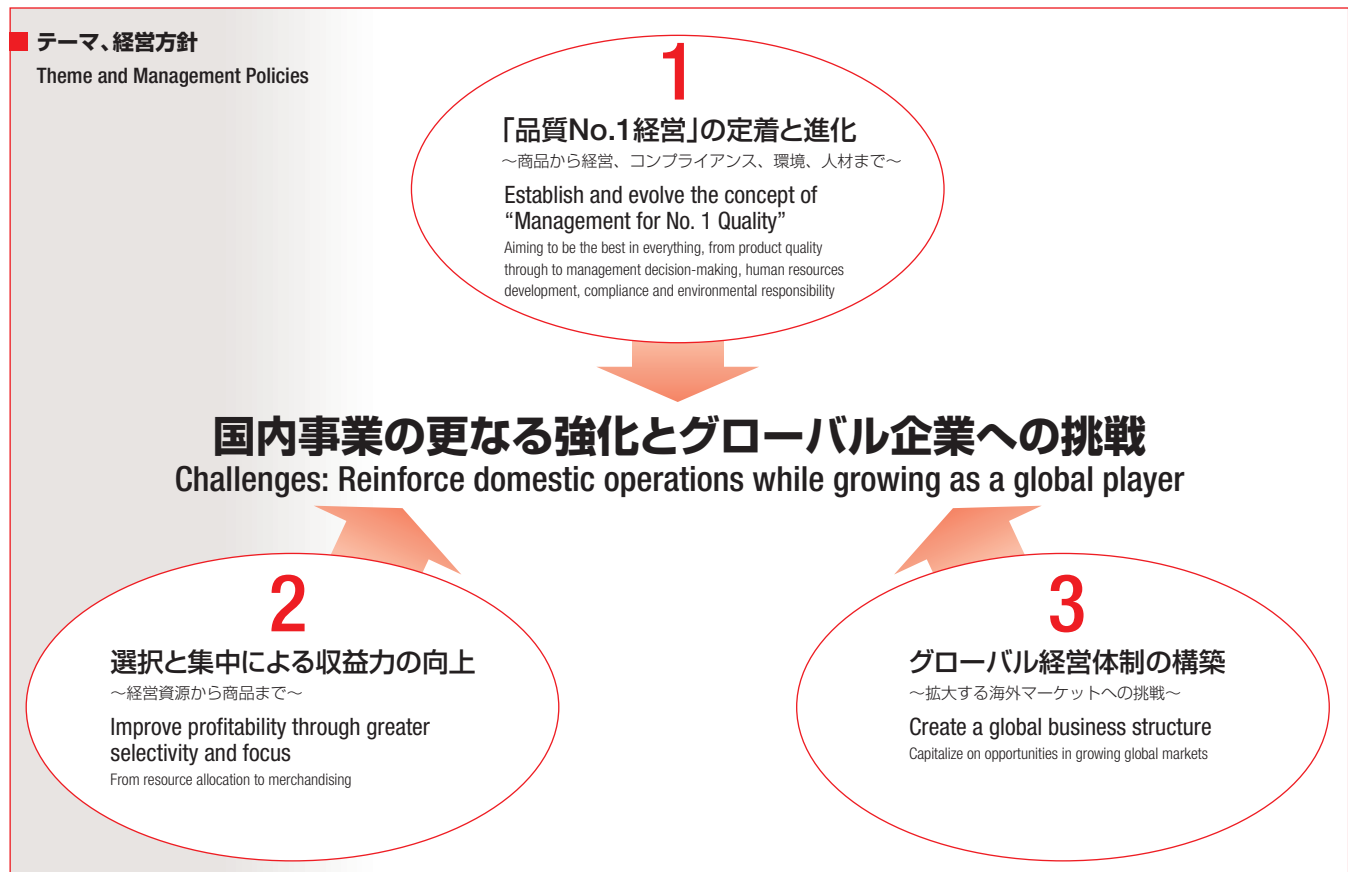 テーマ、経営方針
Theme and Management Policies
1
「品質No.1経営」の定着と進化
～商品から経営、コンプライアンス、環境、人材まで～
Establish and evolve the concept of
“Management for No. 1 Quality”
Aiming to be the best in everything, from product quality
through to management decision-making, human resources
development, compliance and environmental responsibility
国内事業の更なる強化とグローバル企業への挑戦
Challenges: Reinforce domestic operations while growing as a global player
2
選択と集中による収益力の向上
～経営資源から商品まで～
Improve profitability through greater
selectivity and focus
From resource allocation to merchandising
3
グローバル経営体制の構築
～拡大する海外マーケットへの挑戦～
Create a global business structure
Capitalize on opportunities in growing global markets